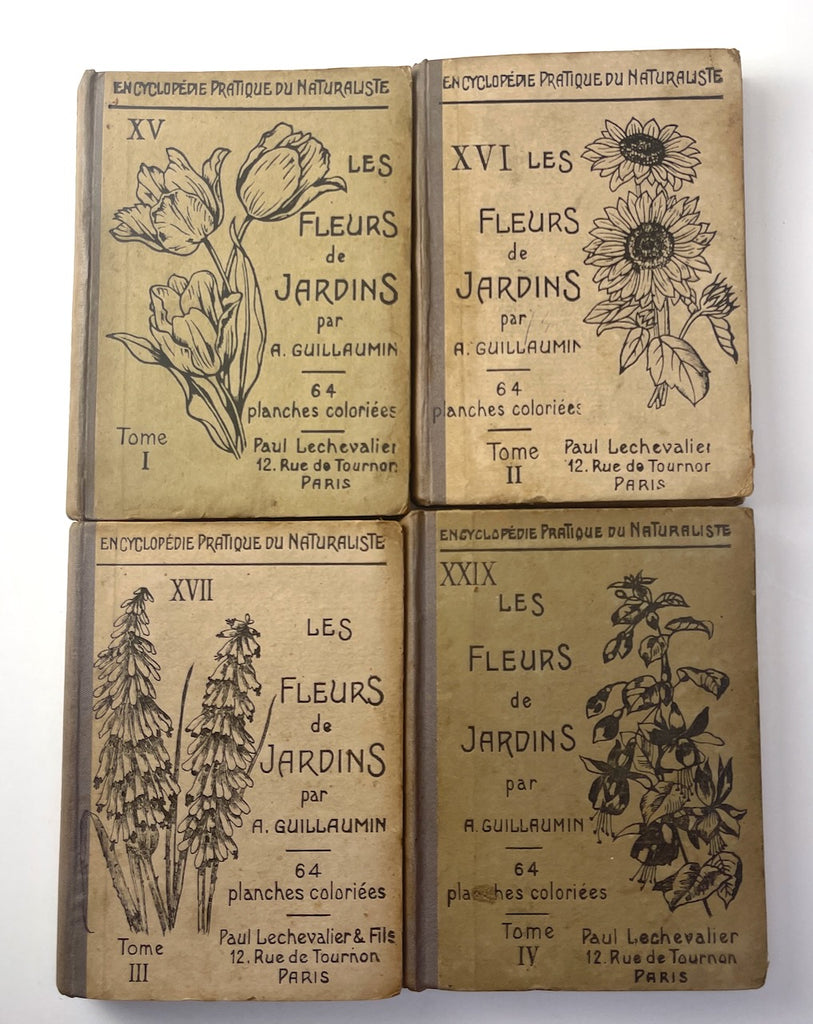 ENCYCLOPÉDIE PRATIQUE DU NATURALISTE
XV
LES
FLEURS
de
JARDINS
par
A. GUILLAUMIN
64
planches coloriées
Tome
I
Paul Lechevalier
12. Rue de Tournon
PARIS
ENCYCLOPÉDIE PRATIQUE DU NATURALISTE
XVI LES
FLEURS
de
JARDINS
par
A. GUILLAUMIN
64
planches coloriées
Tome
II
Paul Lechevalier
12. Rue de Tournon
PARIS
ENCYCLOPÉDIE PRATIQUE DU NATURALISTE
XVII
LES
FLEURS
de
JARDINS
par
A. GUILLAUMIN
64
planches coloriées
Tome
III
Paul Lechevalier & Fils
12. Rue de Tournon
PARIS
ENCYCLOPÉDIE PRATIQUE DU NATURALISTE
XXIX
LES
FLEURS
de
JARDINS
par
A. GUILLAUMIN
64
planches coloriées
Tome
IV
Paul Lechevalier
12. Rue de Tournon
PARIS